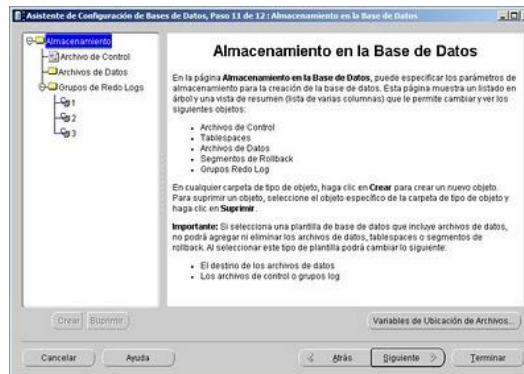 Asistente de Configuración de Bases de Datos, Paso 11 de 12 : Almacenamiento en la Base de Datos
Almacenamiento
Archivo de Control
Archivos de Datos
Grupos de Redo Logs
1
2
3
Almacenamiento en la Base de Datos
En la página Almacenamiento en la Base de Datos, puede especificar los parámetros de
almacenamiento para la creación de la base de datos. Esta página muestra un listado en
árbol y una vista de resumen (lista de varias columnas) que le permite cambiar y ver los
siguientes objetos:
• Archivos de Control
• Tablespaces
• Archivos de Datos
• Segmentos de Rollback
• Grupos Redo Log
En cualquier carpeta de tipo de objeto, haga clic en Crear para crear un nuevo objeto.
Para suprimir un objeto, seleccione el objeto específico de la carpeta de tipo de objeto y
haga clic en Suprimir.
Importante: Si selecciona una plantilla de base de datos que incluye archivos de datos,
no podrá agregar ni eliminar los archivos de datos, tablespaces o segmentos de
rollback. Al seleccionar este tipo de plantilla podrá cambiar lo siguiente:
• El destino de los archivos de datos
• Los archivos de control o grupos log
Crear
Suprimir
Variables de Ubicación de Archivos...
Cancelar
Ayuda
Atrás
Siguiente
Terminar